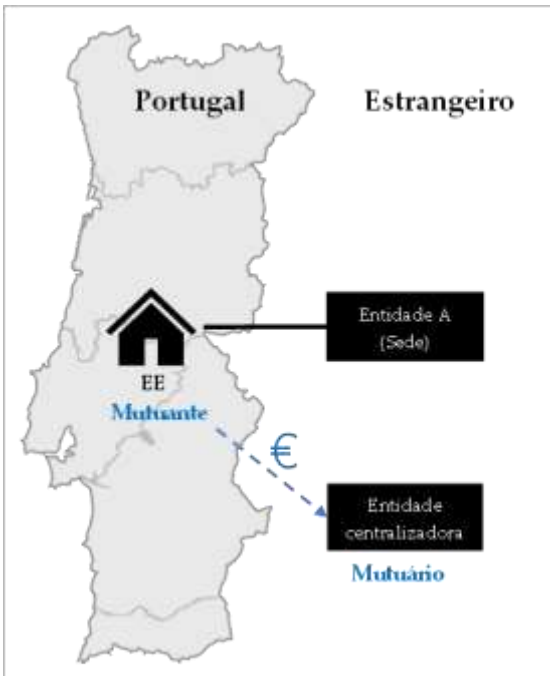 Portugal
Estrangeiro
Entidade A
(Sede)
EE
Mutuante
€
Entidade
centralizadora
Mutuário